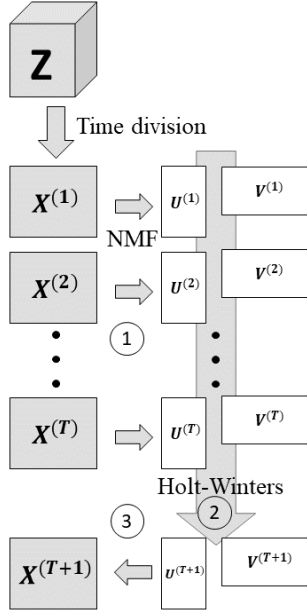 Z
Time division
X^(1) U^(1) V^(1)
NMF
X^(2) U^(2) V^(2)
1
X^(T) U^(T) V^(T)
Holt-Winters
3 2
X^(T+1) U^(T+1) V^(T+1)